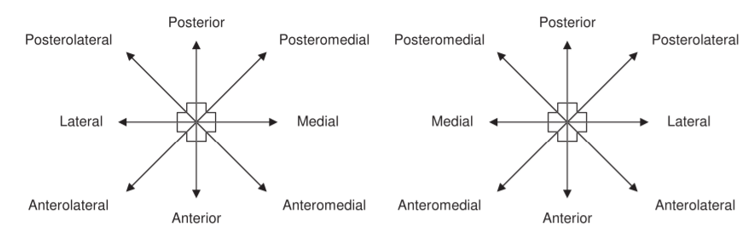 Posterior
Posterolateral
Posteromedial
Lateral
Medial
Anterolateral
Anteromedial
Anterior
Posterior
Posteromedial
Posterolateral
Medial
Lateral
Anteromedial
Anterolateral
Anterior